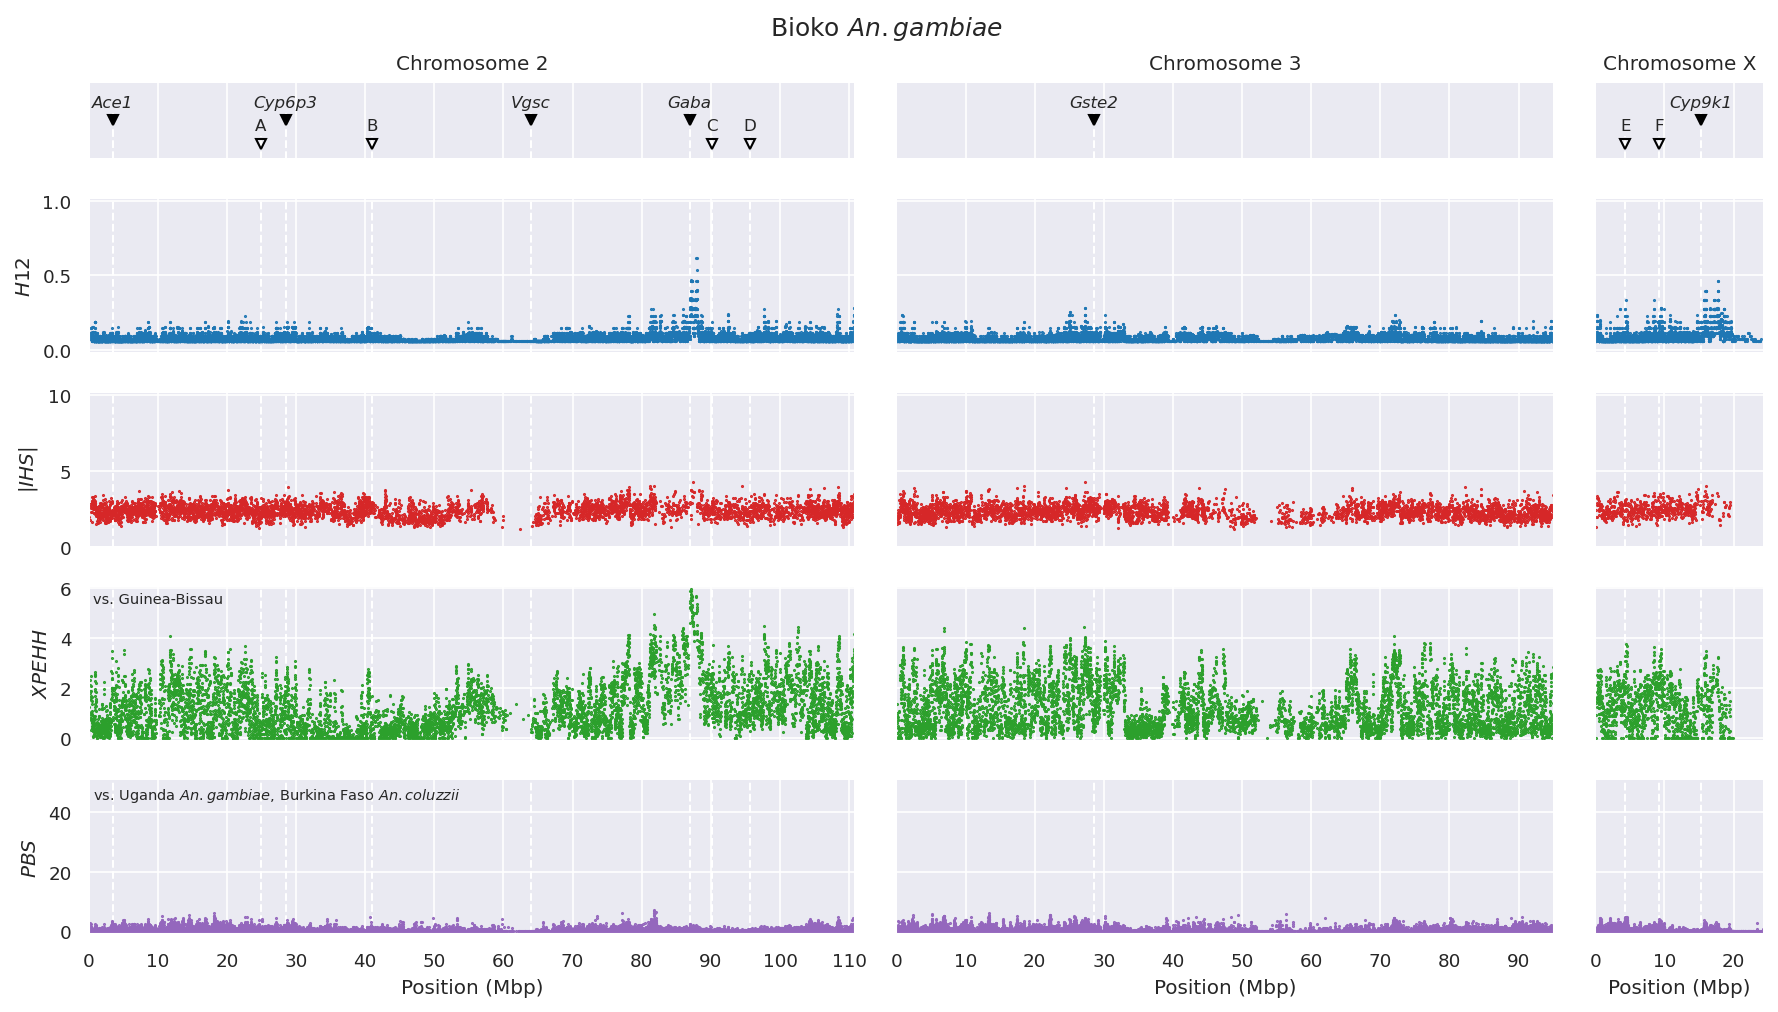 Bioko An. gambiae
Chromosome 2 Chromosome 3 Chromosome X
Ace1 Cyp6p3 Vgsc Gaba Gste2 Cyp9k1
A B C D E F
1.0
H12
0.5
0.0
10
|IHS|
5
0
6
vs. Guinea-Bissau
4
XPEHH
2
0
vs. Uganda An. gambiae, Burkina Faso An. coluzzii
40
PBS
20
0
0 10 20 30 40 50 60 70 80 90 100 110 0 10 20 30 40 50 60 70 80 90 0 10 20
Position (Mbp) Position (Mbp) Position (Mbp)